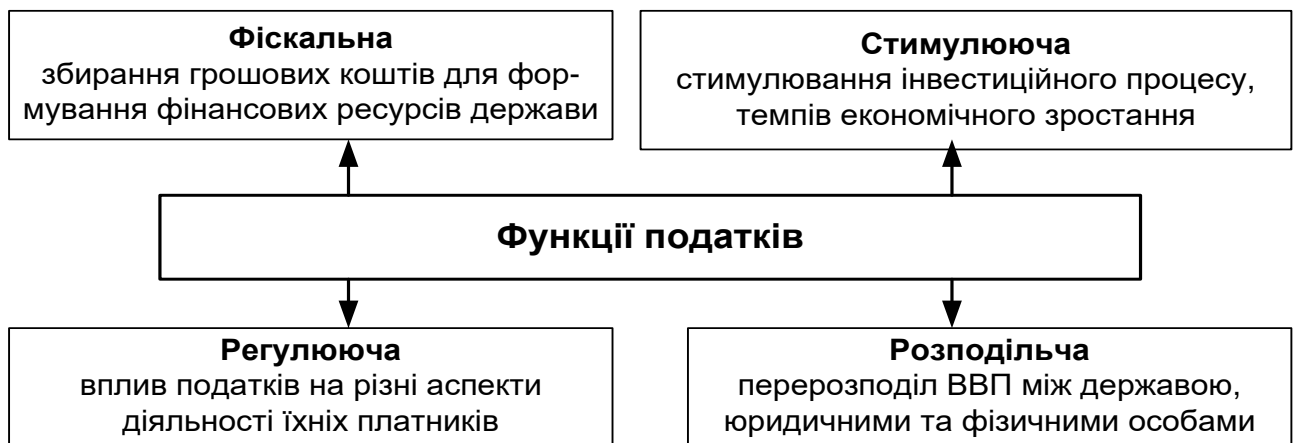 Фіскальна
збирання грошових коштів для фор-
мування фінансових ресурсів держави
Стимулююча
стимулювання інвестиційного процесу,
темпів економічного зростання
Функції податків
Регулююча
вплив податків на різні аспекти
діяльності їхніх платників
Розподільча
перерозподіл ВВП між державою,
юридичними та фізичними особами